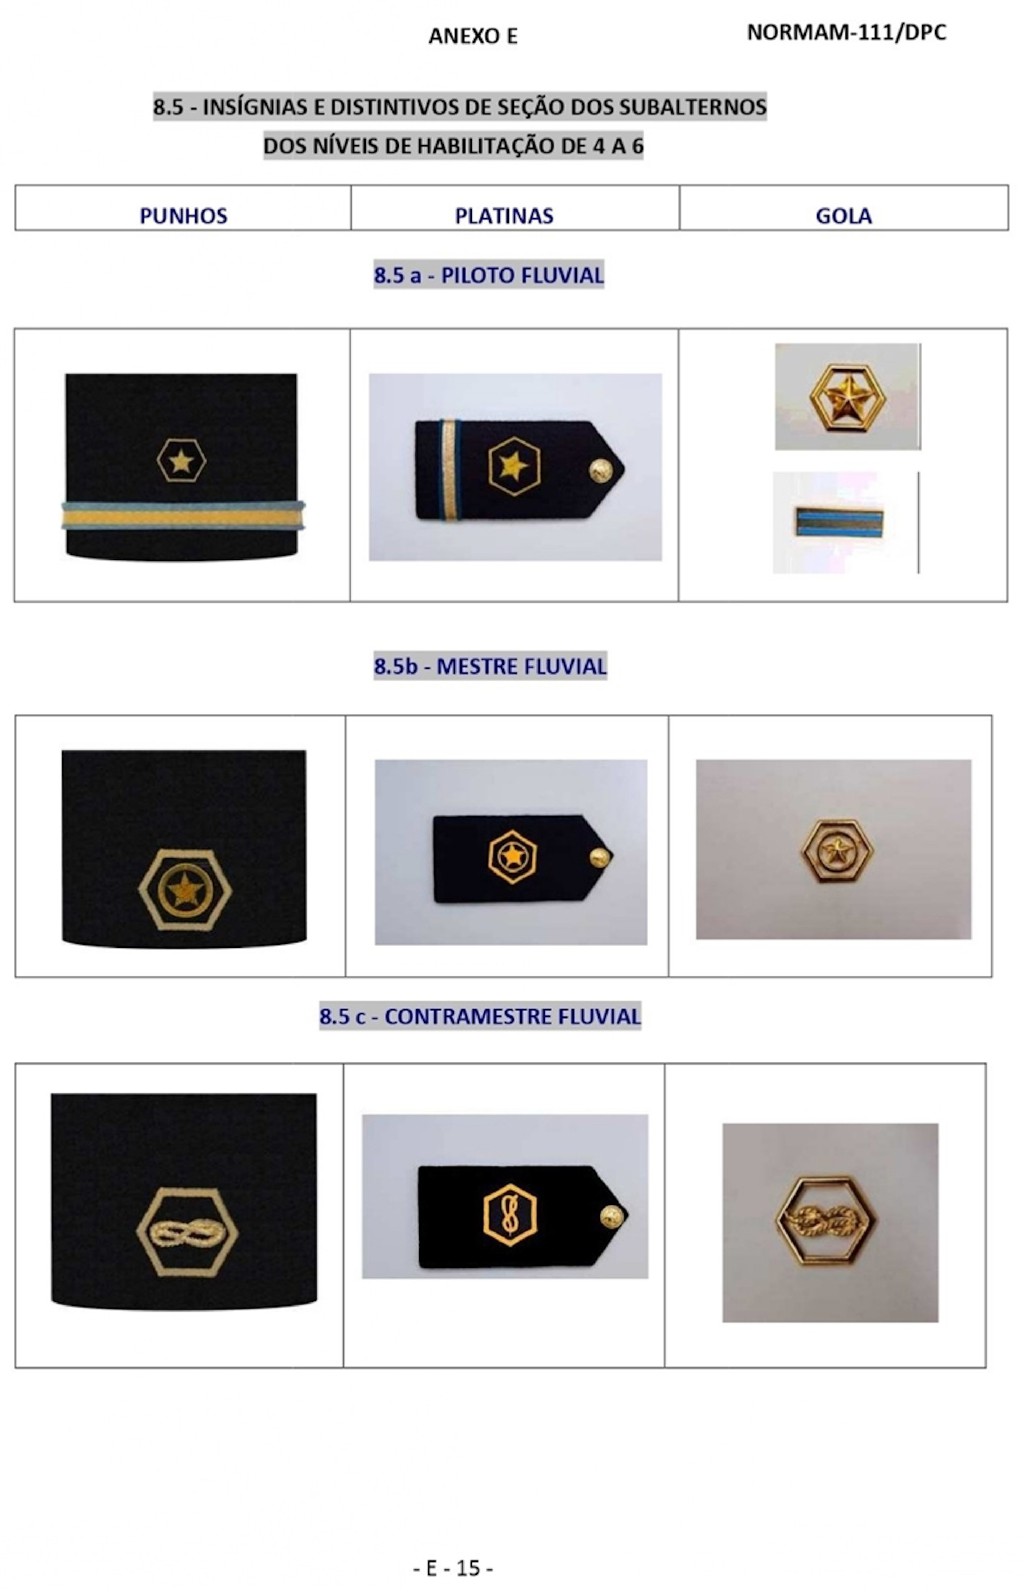 ANEXO E
NORMAM-111/DPC
8.5 - INSÍGNIAS E DISTINTIVOS DE SEÇÃO DOS SUBALTERNOS
DOS NÍVEIS DE HABILITAÇÃO DE 4 A 6
PUNHOS PLATINAS GOLA
8.5 a - PILOTO FLUVIAL
8.5b - MESTRE FLUVIAL
8.5 c - CONTRAMESTRE FLUVIAL
- E - 15 -